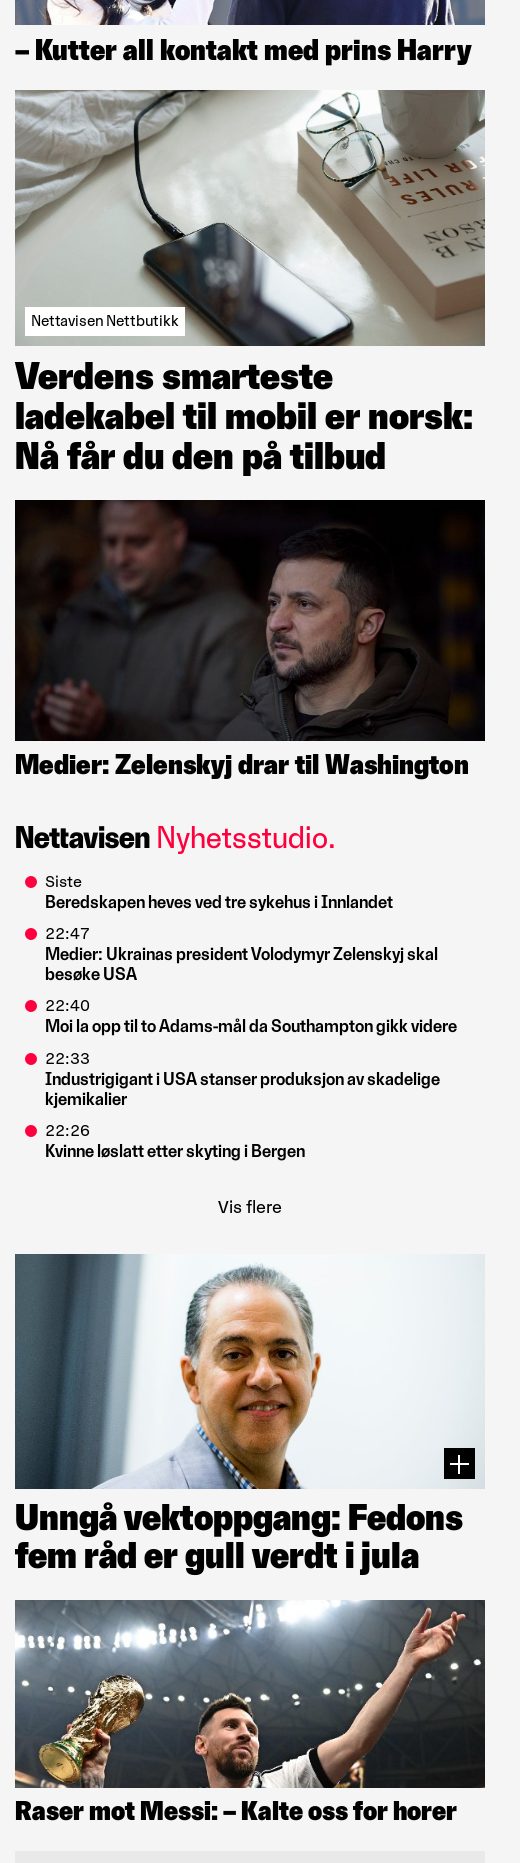 – Kutter all kontakt med prins Harry
FOR LIFE
RULES
Nettavisen Nettbutikk
Verdens smarteste
ladekabel til mobil er norsk:
Nå får du den på tilbud
Medier: Zelenskyj drar til Washington
Nettavisen Nyhetsstudio.
Siste
Beredskapen heves ved tre sykehus i Innlandet
22:47
Medier: Ukrainas president Volodymyr Zelenskyj skal
besøke USA
22:40
Moi la opp til to Adams-mål da Southampton gikk videre
22:33
Industrigigant i USA stanser produksjon av skadelige
kjemikalier
22:26
Kvinne løslatt etter skyting i Bergen
Vis flere
Unngå vektoppgang: Fedons
fem råd er gull verdt i jula
Raser mot Messi: – Kalte oss for horer